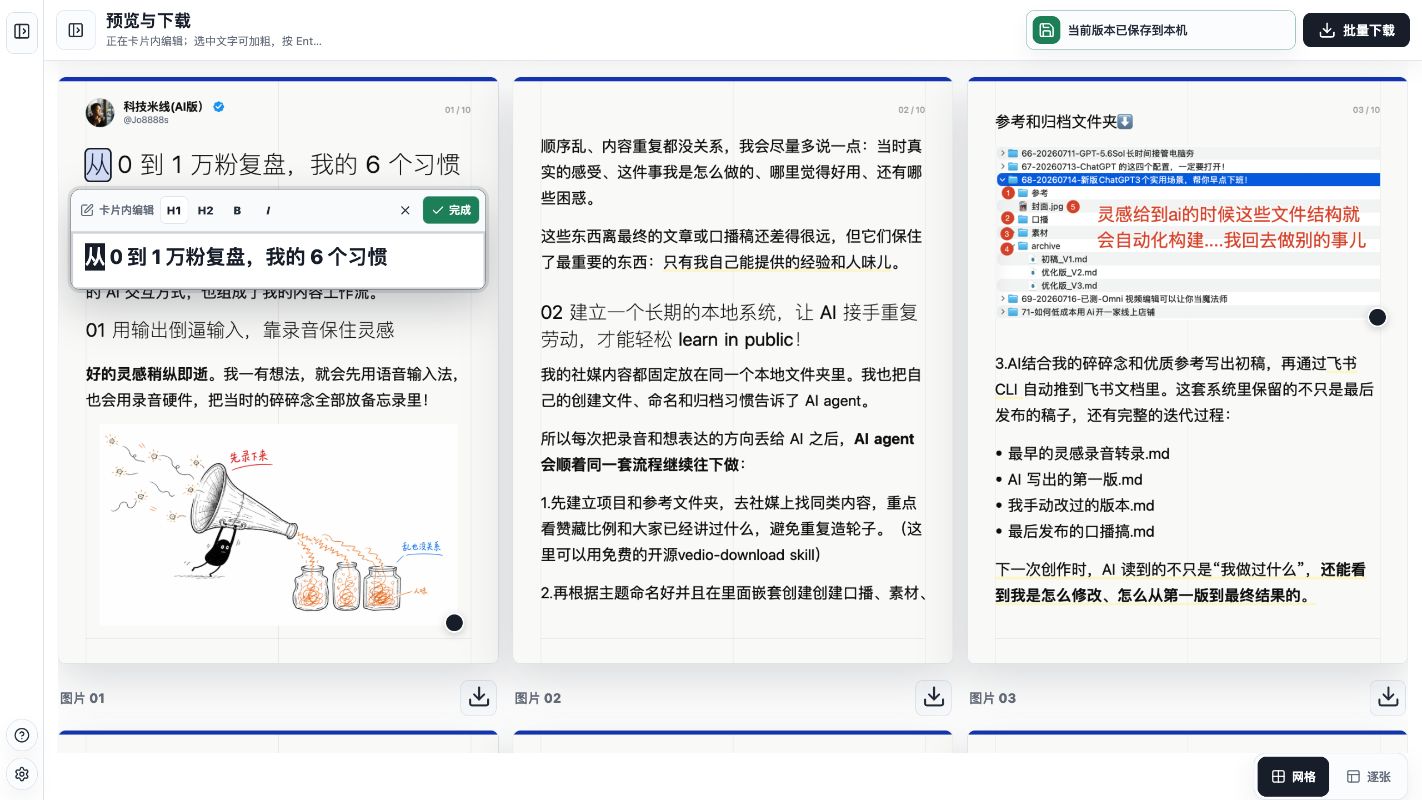 预览与下载
正在卡片内编辑；选中文字可加粗，按 Ent...
当前版本已保存到本机
批量下载
科技米线(AI版)
@Jo8888s
01 / 10
从 0 到 1 万粉复盘，我的 6 个习惯
卡片内编辑 H1 H2 B I
完成
从 0 到 1 万粉复盘，我的 6 个习惯
的 AI 交互方式，也组成了我的内容工作流。
01 用输出倒逼输入，靠录音保住灵感
好的灵感稍纵即逝。我一有想法，就会先用语音输入法，
也会用录音硬件，把当时的碎碎念全部放备忘录里！
先录下来
乱也没关系
人味
图片 01
02 / 10
顺序乱、内容重复都没关系，我会尽量多说一点：当时真
实的感受、这件事我是怎么做的、哪里觉得好用、还有哪
些困惑。
这些东西离最终的文章或口播稿还差得很远，但它们保住
了最重要的东西：只有我自己能提供的经验和人味儿。
02 建立一个长期的本地系统，让 AI 接手重复
劳动，才能轻松 learn in public！
我的社媒内容都固定放在同一个本地文件夹里。我也把自
己的创建文件、命名和归档习惯告诉了 AI agent。
所以每次把录音和想表达的方向丢给 AI 之后，AI agent
会顺着同一套流程继续往下做：
1.先建立项目和参考文件夹，去社媒上找同类内容，重点
看赞藏比例和大家已经讲过什么，避免重复造轮子。（这
里可以用免费的开源vedio-download skill）
2.再根据主题命名好并且在里面嵌套创建创建口播、素材、
图片 02
03 / 10
参考和归档文件夹⬇️
66-20260711-GPT-5.6Sol长时间接管电脑夯
67-20260713-ChatGPT 的这四个配置，一定要打开！
68-20260714-新版ChatGPT3个实用场景，帮你早点下班！
1 参考
封面.jpg 5
2 口播
3 素材
4 archive
初稿_V1.md
优化版_V2.md
优化版_V3.md
69-20260716-已测-Omni 视频编辑可以让你当魔法师
71-如何低成本用Ai开一家线上店铺
灵感给到ai的时候这些文件结构就
会自动化构建....我回去做别的事儿
3.AI结合我的碎碎念和优质参考写出初稿，再通过飞书
CLI 自动推到飞书文档里。这套系统里保留的不只是最后
发布的稿子，还有完整的迭代过程：
• 最早的灵感录音转录.md
• AI 写出的第一版.md
• 我手动改过的版本.md
• 最后发布的口播搞.md
下一次创作时，AI 读到的不只是“我做过什么”，还能看
到我是怎么修改、怎么从第一版到最终结果的。
图片 03
网格
逐张